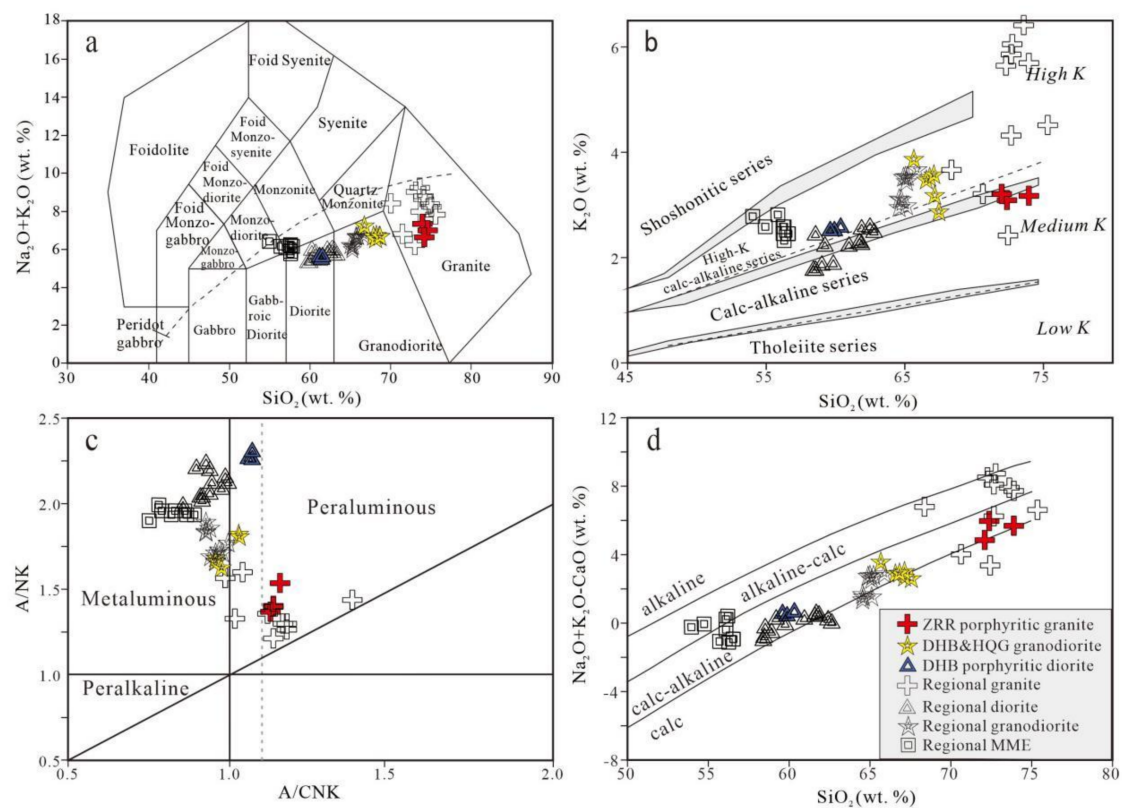 a
18
16
14
12
10
8
6
4
2
0
Na₂O+K₂O (wt. %)
Foid Syenite
Foid
Monzo-
syenite
Syenite
Foidolite
Foid
Monzo-
diorite
Monzonite
Quartz
Monzonite
Foid
Monzo-
gabbro
Monzo-
diorite
Monzo-
gabbro
Granite
Peridot
gabbro
Gabbro
Gabb-
roic
Diorite
Diorite
Granodiorite
30 40 50 60 70 80 90
SiO₂(wt. %)
b
6
4
2
0
K₂O (wt. %)
High K
Shoshonitic series
High-K
calc-alkaline series
Medium K
Calc-alkaline series
Low K
Tholeiite series
45 55 65 75
SiO₂(wt. %)
c
2.5
2.0
1.5
1.0
0.5
A/NK
Peraluminous
Metaluminous
Peralkaline
0.5 1.0 1.5 2.0
A/CNK
d
12
8
4
0
-4
-8
Na₂O+K₂O-CaO (wt. %)
alkaline
alkaline-calc
calc-alkaline
calc
ZRR porphyritic granite
DHB&HQG granodiorite
DHB porphyritic diorite
Regional granite
Regional diorite
Regional granodiorite
Regional MME
50 55 60 65 70 75 80
SiO₂(wt. %)